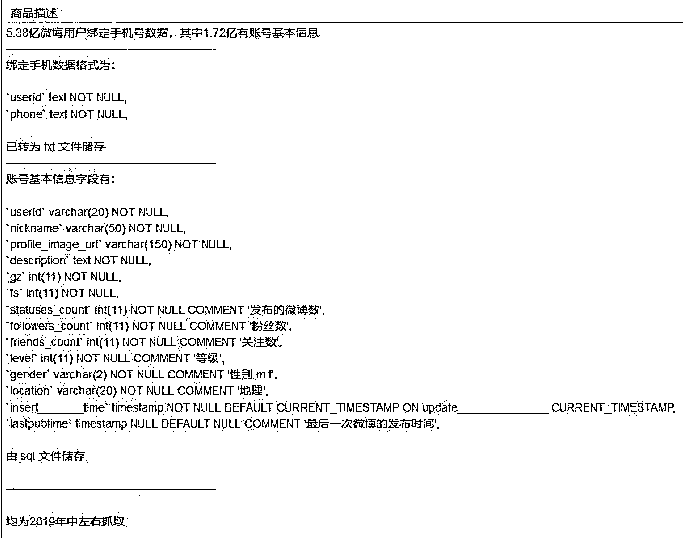 商品描述
5.38亿微博用户绑定手机号数据，其中1.72亿有账号基本信息
绑定手机数据格式为：
`userid` text NOT NULL,
`phone` text NOT NULL,
已转为 txt 文件储存
账号基本信息字段有：
`userid` varchar(20) NOT NULL,
`nickname` varchar(50) NOT NULL,
`profile_image_url` varchar(150) NOT NULL,
`description` text NOT NULL,
`gz` int(11) NOT NULL,
`fs` int(11) NOT NULL,
`statuses_count` int(11) NOT NULL COMMENT '发布的微博数',
`followers_count` int(11) NOT NULL COMMENT '粉丝数',
`friends_count` int(11) NOT NULL COMMENT '关注数',
`level` int(11) NOT NULL COMMENT '等级',
`gender` varchar(2) NOT NULL COMMENT '性别 m f',
`location` varchar(20) NOT NULL COMMENT '地理',
`insert_______time` timestamp NOT NULL DEFAULT CURRENT_TIMESTAMP ON update______________ CURRENT_TIMESTAMP,
`lastpubtime` timestamp NULL DEFAULT NULL COMMENT '最后一次微博的发布时间',
由 sql 文件储存
均为2019年中左右抓取